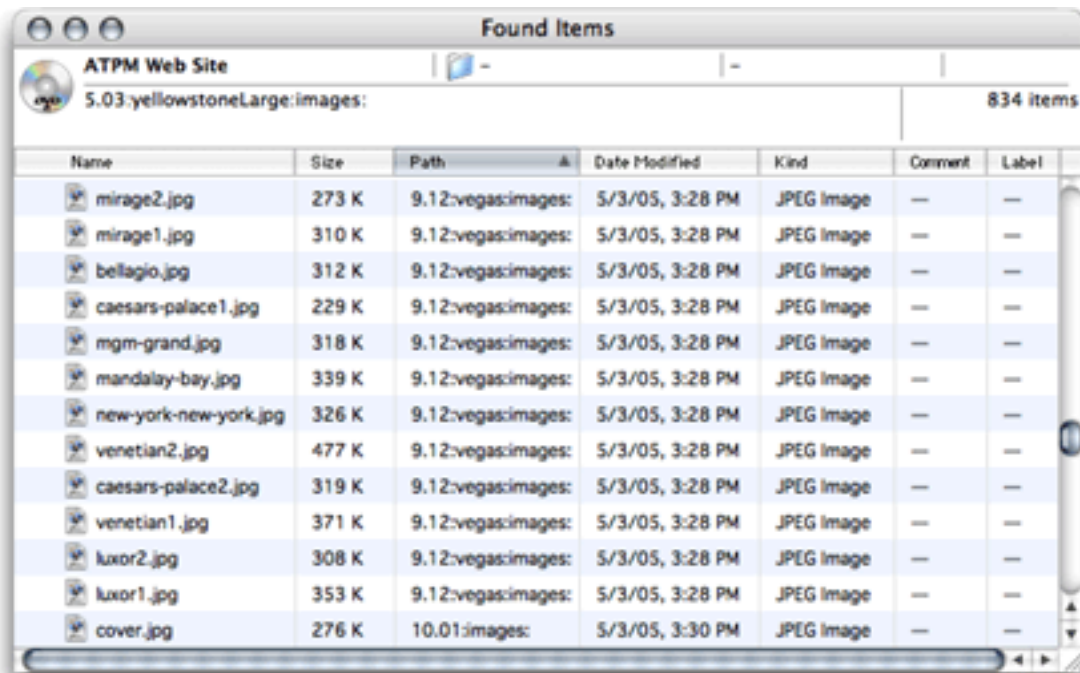 Found Items
ATPM Web Site – –
5.03:yellowstoneLarge:images: 834 items
Name Size Path Date Modified Kind Comment Label
mirage2.jpg 273 K 9.12:vegas:images: 5/3/05, 3:28 PM JPEG Image — —
mirage1.jpg 310 K 9.12:vegas:images: 5/3/05, 3:28 PM JPEG Image — —
bellagio.jpg 312 K 9.12:vegas:images: 5/3/05, 3:28 PM JPEG Image — —
caesars-palace1.jpg 229 K 9.12:vegas:images: 5/3/05, 3:28 PM JPEG Image — —
mgm-grand.jpg 318 K 9.12:vegas:images: 5/3/05, 3:28 PM JPEG Image — —
mandalay-bay.jpg 339 K 9.12:vegas:images: 5/3/05, 3:28 PM JPEG Image — —
new-york-new-york.jpg 326 K 9.12:vegas:images: 5/3/05, 3:28 PM JPEG Image — —
venetian2.jpg 477 K 9.12:vegas:images: 5/3/05, 3:28 PM JPEG Image — —
caesars-palace2.jpg 319 K 9.12:vegas:images: 5/3/05, 3:28 PM JPEG Image — —
venetian1.jpg 371 K 9.12:vegas:images: 5/3/05, 3:28 PM JPEG Image — —
luxor2.jpg 308 K 9.12:vegas:images: 5/3/05, 3:28 PM JPEG Image — —
luxor1.jpg 353 K 9.12:vegas:images: 5/3/05, 3:28 PM JPEG Image — —
cover.jpg 276 K 10.01:images: 5/3/05, 3:30 PM JPEG Image — —